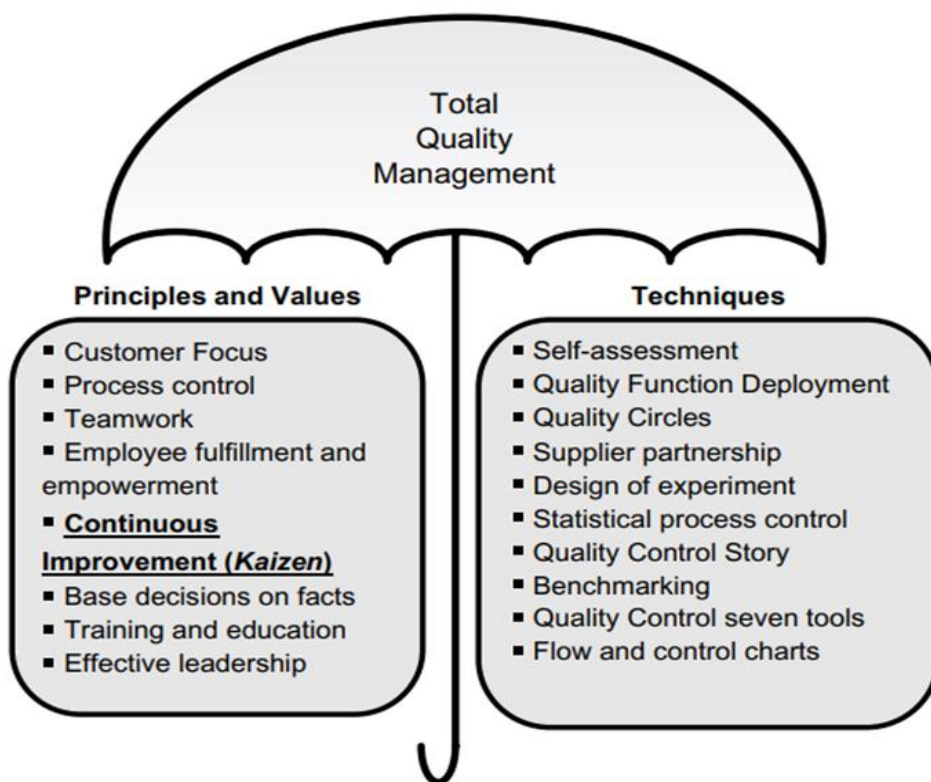 Total
Quality
Management
Principles and Values
▪ Customer Focus
▪ Process control
▪ Teamwork
▪ Employee fulfillment and
empowerment
▪ Continuous
Improvement (Kaizen)
▪ Base decisions on facts
▪ Training and education
▪ Effective leadership
Techniques
▪ Self-assessment
▪ Quality Function Deployment
▪ Quality Circles
▪ Supplier partnership
▪ Design of experiment
▪ Statistical process control
▪ Quality Control Story
▪ Benchmarking
▪ Quality Control seven tools
▪ Flow and control charts